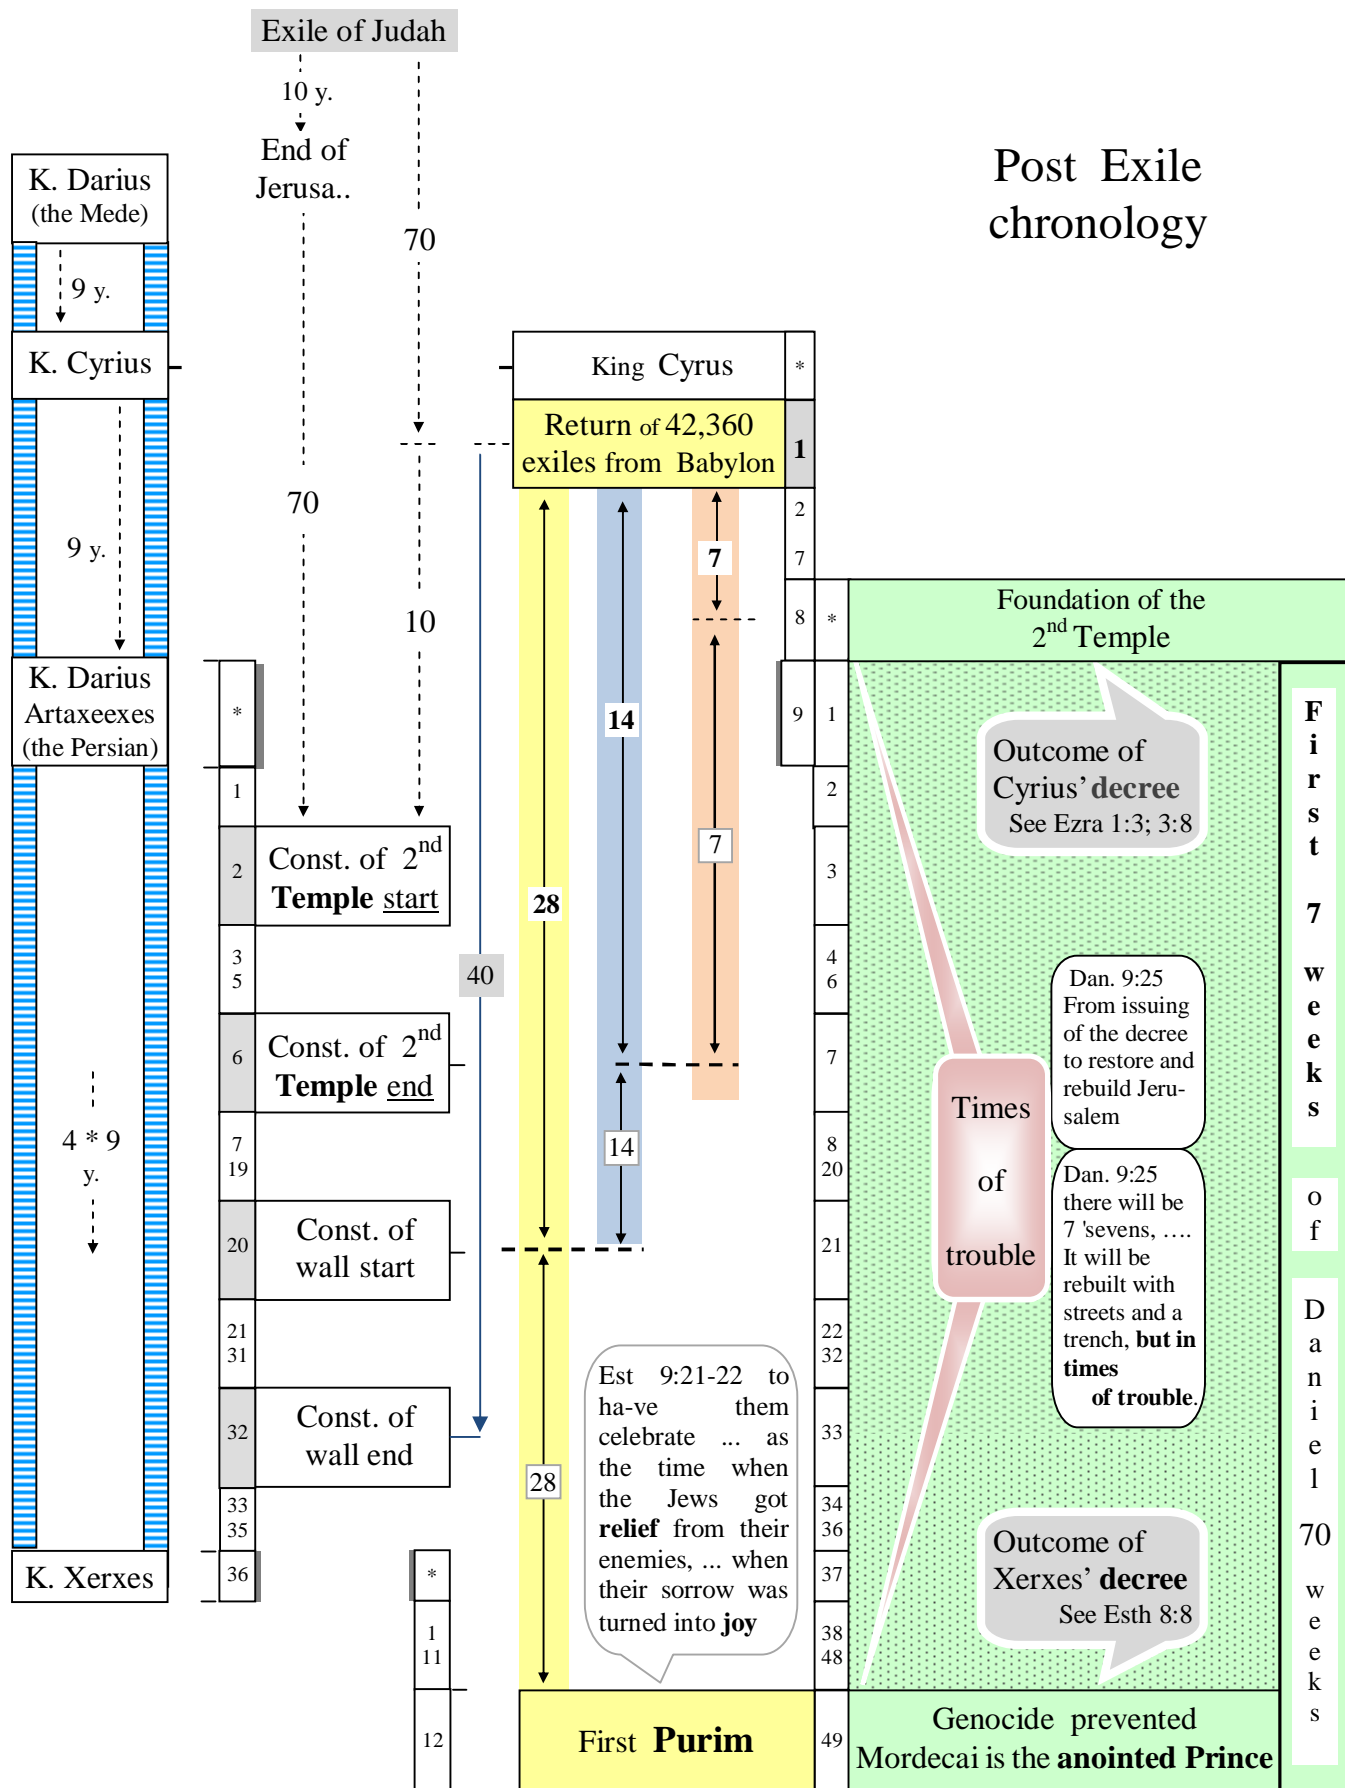 Exile of Judah
10 y.
End of
Jerusa..
70
70
10
Post Exile
chronology
K. Darius
(the Mede)
9 y.
K. Cyrius
9 y.
K. Darius
Artaxeexes
(the Persian)
4 * 9
y.
K. Xerxes
*
1
2
3
5
6
7
19
20
21
31
32
33
35
36
Const. of 2nd
Temple start
Const. of 2nd
Temple end
Const. of
wall start
Const. of
wall end
*
1
11
12
40
King Cyrus
Return of 42,360
exiles from Babylon
28
28
14
14
7
7
Est 9:21-22 to
ha-ve them
celebrate ... as
the time when
the Jews got
relief from their
enemies, ... when
their sorrow was
turned into joy
First Purim
*
1
2
7
8
9
*
1
2
3
4
6
7
8
20
21
22
32
33
34
36
37
38
48
49
Foundation of the
2nd Temple
Outcome of
Cyrius’ decree
See Ezra 1:3; 3:8
Times
of
trouble
Dan. 9:25
From issuing
of the decree
to restore and
rebuild Jeru-
salem
Dan. 9:25
there will be
7 'sevens, ….
It will be
rebuilt with
streets and a
trench, but in
times
of trouble.
Outcome of
Xerxes’ decree
See Esth 8:8
Genocide prevented
Mordecai is the anointed Prince
First 7 weeks
of
Daniel 70 weeks